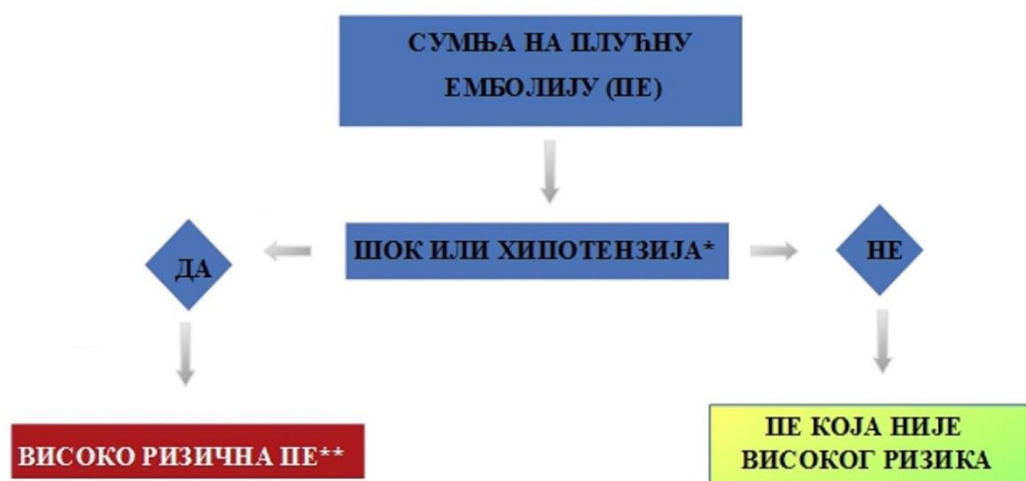 СУМЊА НА ПЛУЋНУ
ЕМБОЛИЈУ (ПЕ)
ДА
ШОК ИЛИ ХИПОТЕНЗИЈА*
НЕ
ВИСОКО РИЗИЧНА ПЕ**
ПЕ КОЈА НИЈЕ
ВИСОКОГ РИЗИКА